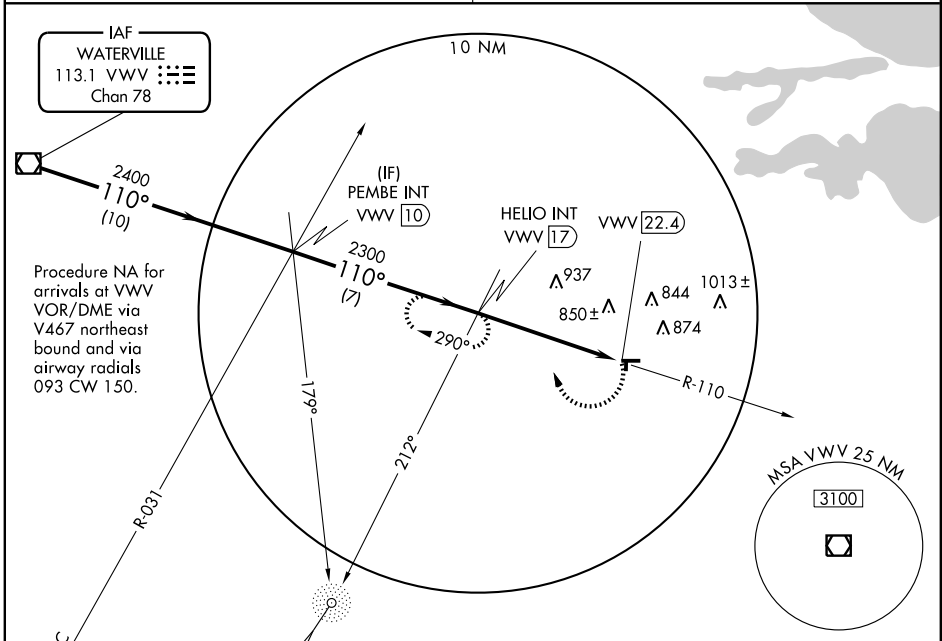 IAF
WATERVILLE
113.1 VWV
Chan 78
10 NM
2400
110°
(10)
(IF)
PEMBE INT
VWV 10
HELIO INT
VWV 17
VWV 22.4
2300
110°
(7)
937
850±
844
874
1013±
Procedure NA for
arrivals at VWV
VOR/DME via
V467 northeast
bound and via
airway radials
093 CW 150.
290°
179°
212°
R-031
R-110
MSA VWV 25 NM
3100